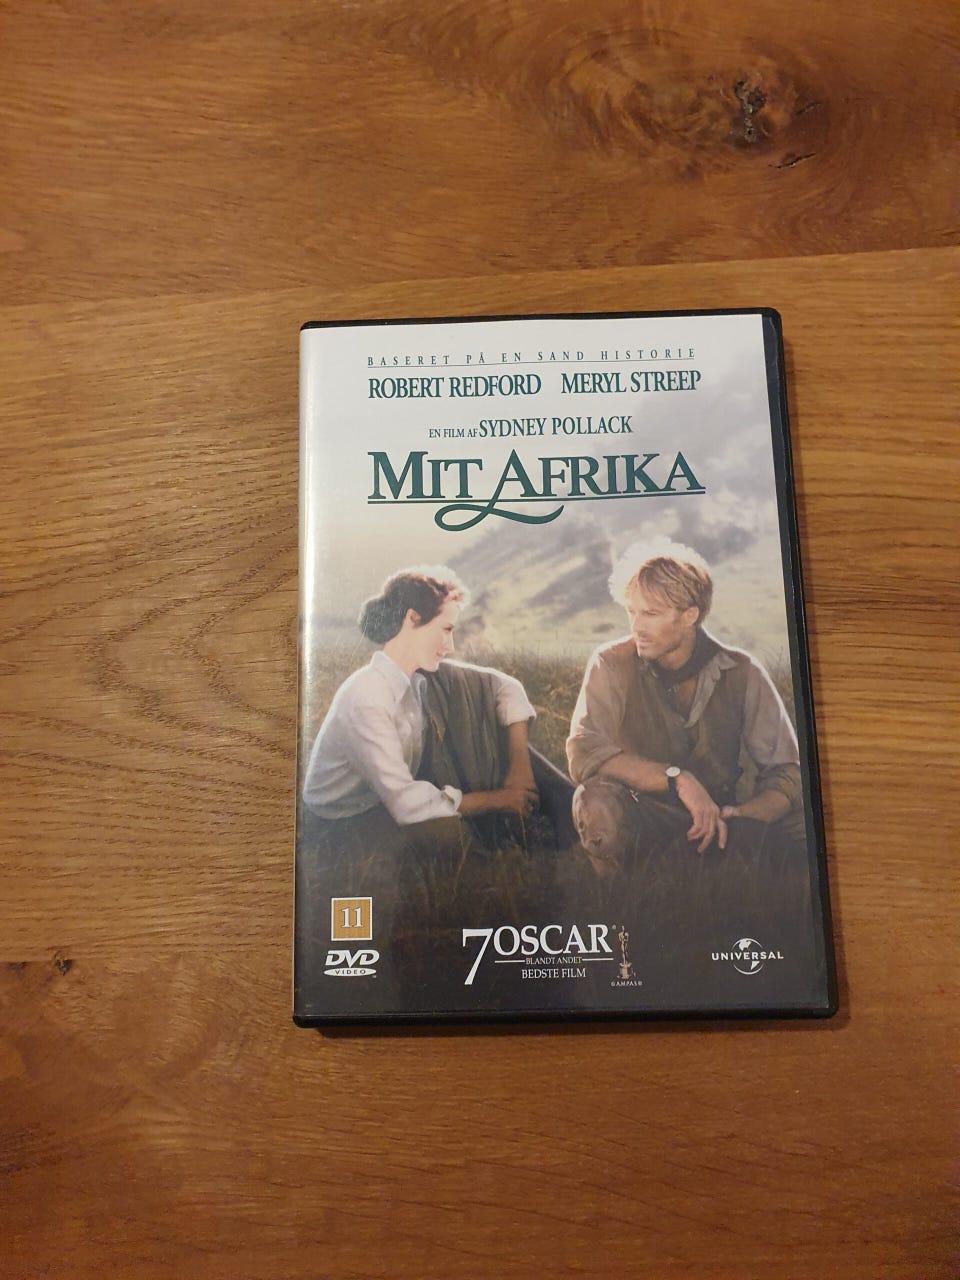 BASERET PÅ EN SAND HISTORIE
ROBERT REDFORD MERYL STREEP
EN FILM AF SYDNEY POLLACK
MIT AFRIKA
11
DVD
VIDEO
7 OSCAR®
BLANDT ANDET
BEDSTE FILM
©A.M.P.A.S.®
UNIVERSAL